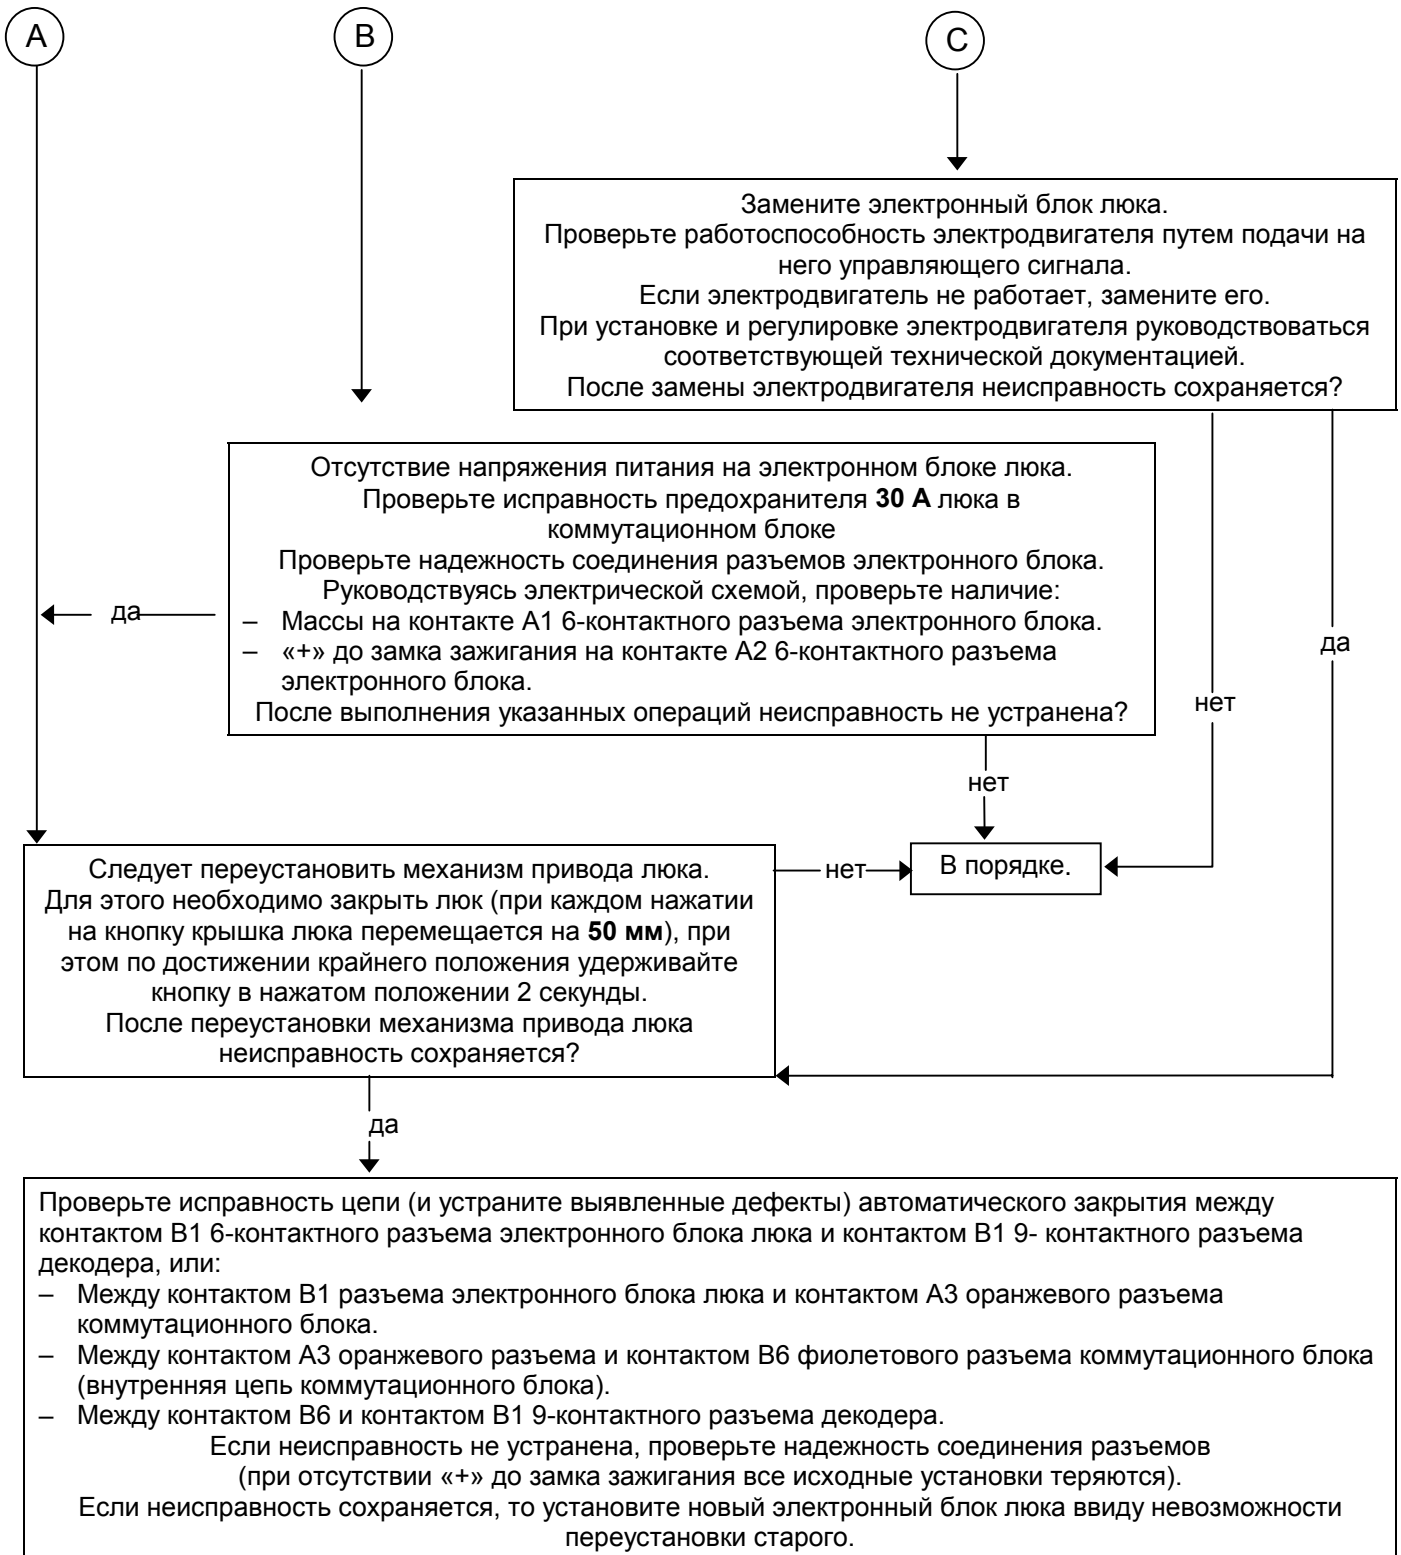 A
B
C
Замените электронный блок люка.
Проверьте работоспособность электродвигателя путем подачи на
него управляющего сигнала.
Если электродвигатель не работает, замените его.
При установке и регулировке электродвигателя руководствоваться
соответствующей технической документацией.
После замены электродвигателя неисправность сохраняется?
Отсутствие напряжения питания на электронном блоке люка.
Проверьте исправность предохранителя 30 А люка в
коммутационном блоке
Проверьте надежность соединения разъемов электронного блока.
Руководствуясь электрической схемой, проверьте наличие:
– Массы на контакте А1 6-контактного разъема электронного блока.
– «+» до замка зажигания на контакте А2 6-контактного разъема
электронного блока.
После выполнения указанных операций неисправность не устранена?
да
да
нет
нет
Следует переустановить механизм привода люка.
Для этого необходимо закрыть люк (при каждом нажатии
на кнопку крышка люка перемещается на 50 мм), при
этом по достижении крайнего положения удерживайте
кнопку в нажатом положении 2 секунды.
После переустановки механизма привода люка
неисправность сохраняется?
нет
В порядке.
да
Проверьте исправность цепи (и устраните выявленные дефекты) автоматического закрытия между
контактом В1 6-контактного разъема электронного блока люка и контактом В1 9- контактного разъема
декодера, или:
– Между контактом В1 разъема электронного блока люка и контактом А3 оранжевого разъема
коммутационного блока.
– Между контактом А3 оранжевого разъема и контактом В6 фиолетового разъема коммутационного блока
(внутренняя цепь коммутационного блока).
– Между контактом В6 и контактом В1 9-контактного разъема декодера.
Если неисправность не устранена, проверьте надежность соединения разъемов
(при отсутствии «+» до замка зажигания все исходные установки теряются).
Если неисправность сохраняется, то установите новый электронный блок люка ввиду невозможности
переустановки старого.